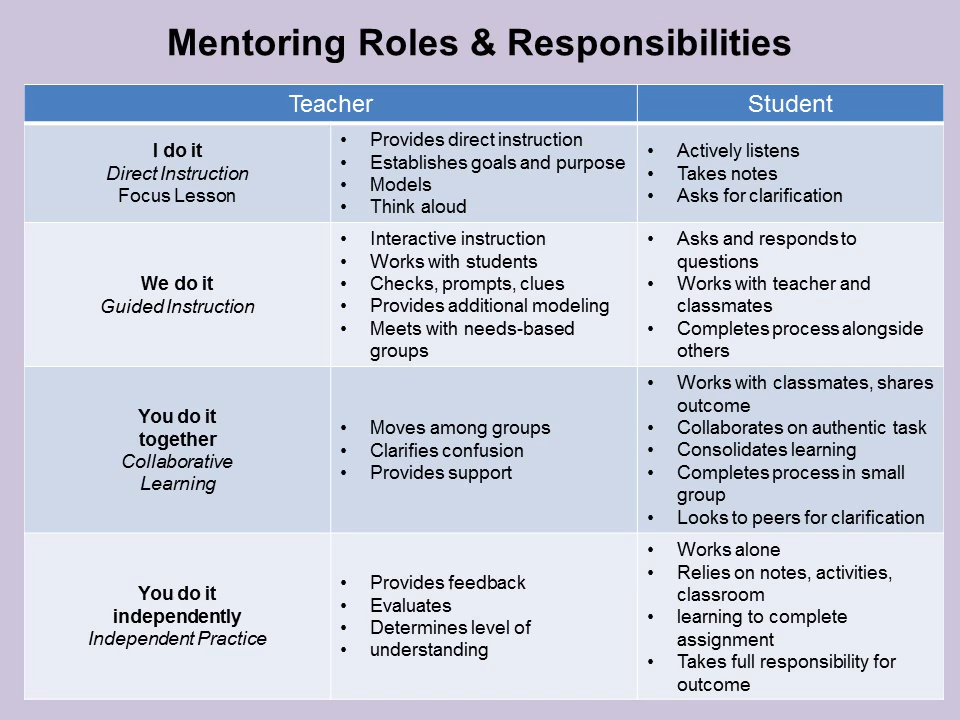 Mentoring Roles & Responsibilities
Teacher
Student
I do it
Direct Instruction
Focus Lesson
• Provides direct instruction
• Establishes goals and purpose
• Models
• Think aloud
• Actively listens
• Takes notes
• Asks for clarification
We do it
Guided Instruction
• Interactive instruction
• Works with students
• Checks, prompts, clues
• Provides additional modeling
• Meets with needs-based
groups
• Asks and responds to
questions
• Works with teacher and
classmates
• Completes process alongside
others
You do it
together
Collaborative
Learning
• Moves among groups
• Clarifies confusion
• Provides support
• Works with classmates, shares
outcome
• Collaborates on authentic task
• Consolidates learning
• Completes process in small
group
• Looks to peers for clarification
You do it
independently
Independent Practice
• Provides feedback
• Evaluates
• Determines level of
• understanding
• Works alone
• Relies on notes, activities,
classroom
• learning to complete
assignment
• Takes full responsibility for
outcome